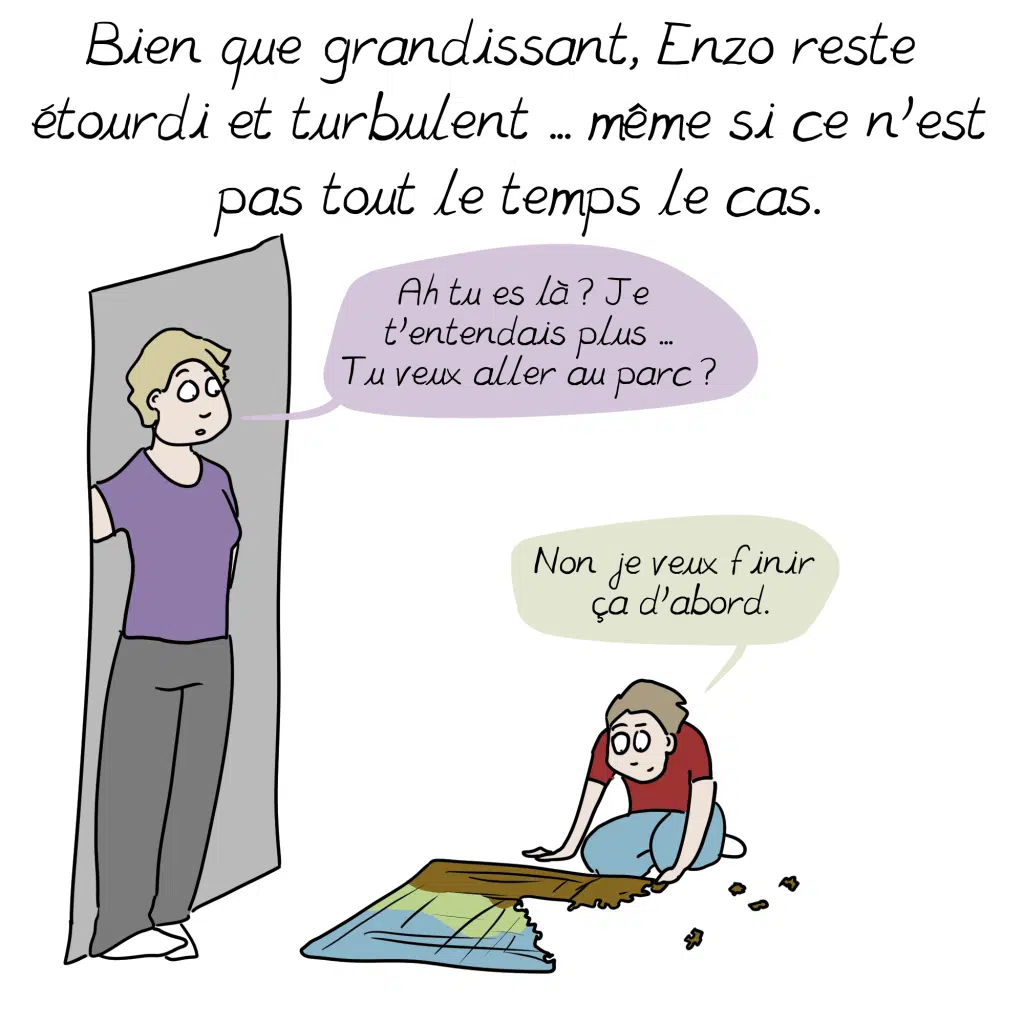 Bien que grandissant, Enzo reste
étourdi et turbulent ... même si ce n'est
pas tout le temps le cas.
Ah tu es là ? Je
t'entendais plus ...
Tu veux aller au parc ?
Non je veux finir
ça d'abord.